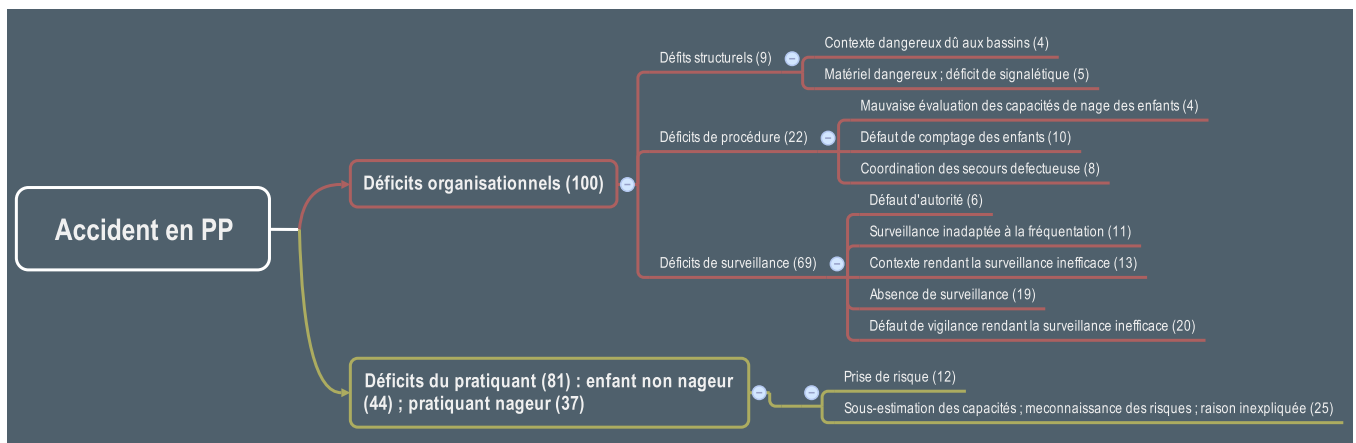 Accident en PP
Déficits organisationnels (100)
Défits structurels (9)
Contexte dangereux dû aux bassins (4)
Matériel dangereux ; déficit de signalétique (5)
Déficits de procédure (22)
Mauvaise évaluation des capacités de nage des enfants (4)
Défaut de comptage des enfants (10)
Coordination des secours defectueuse (8)
Déficits de surveillance (69)
Défaut d'autorité (6)
Surveillance inadaptée à la fréquentation (11)
Contexte rendant la surveillance inefficace (13)
Absence de surveillance (19)
Défaut de vigilance rendant la surveillance inefficace (20)
Déficits du pratiquant (81) : enfant non nageur
(44) ; pratiquant nageur (37)
Prise de risque (12)
Sous-estimation des capacités ; meconnaissance des risques ; raison inexpliquée (25)